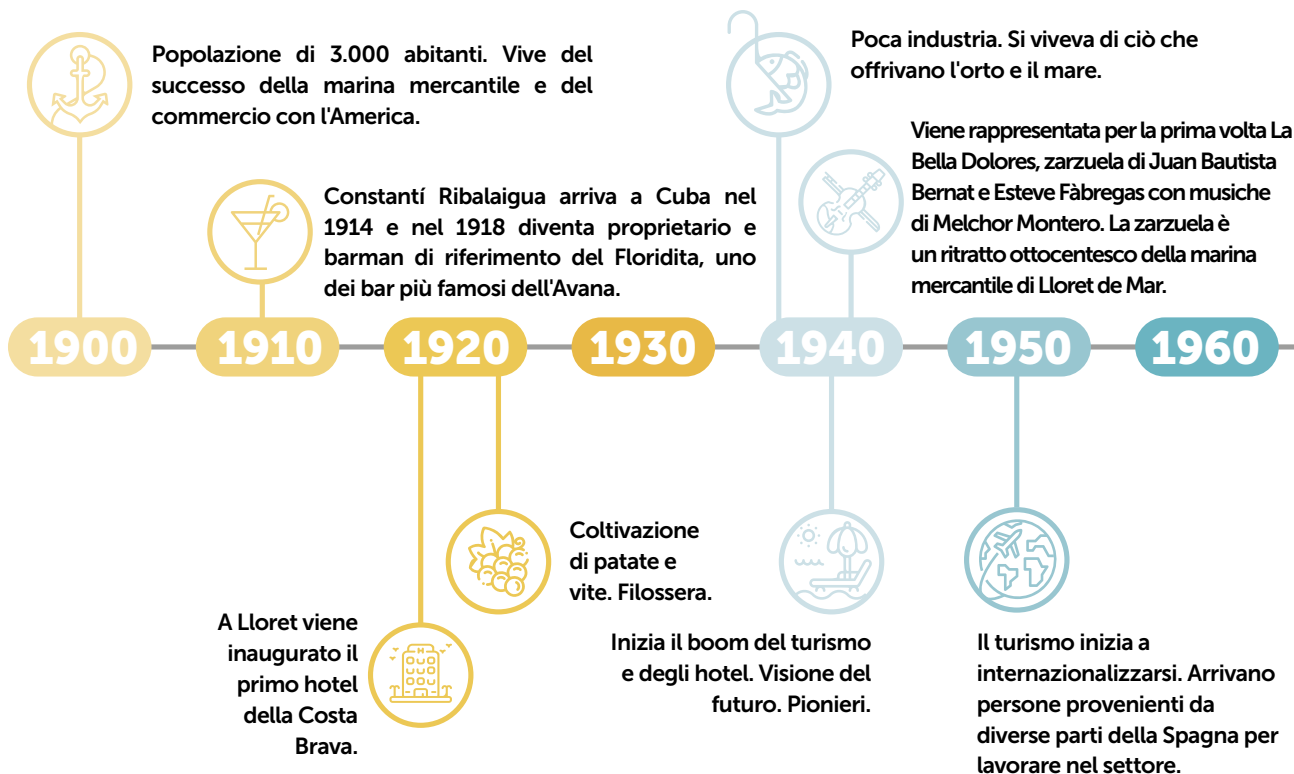 Popolazione di 3.000 abitanti. Vive del
successo della marina mercantile e del
commercio con l'America.
Poca industria. Si viveva di ciò che
offrivano l'orto e il mare.
Constantí Ribalaigua arriva a Cuba nel
1914 e nel 1918 diventa proprietario e
barman di riferimento del Floridita, uno
dei bar più famosi dell'Avana.
Viene rappresentata per la prima volta La
Bella Dolores, zarzuela di Juan Bautista
Bernat e Esteve Fàbregas con musiche
di Melchor Montero. La zarzuela è
un ritratto ottocentesco della marina
mercantile di Lloret de Mar.
1900
1910
1920
1930
1940
1950
1960
A Lloret viene
inaugurato il
primo hotel
della Costa
Brava.
H
Coltivazione
di patate e
vite. Filossera.
Inizia il boom del turismo
e degli hotel. Visione del
futuro. Pionieri.
Il turismo inizia a
internazionalizzarsi. Arrivano
persone provenienti da
diverse parti della Spagna per
lavorare nel settore.